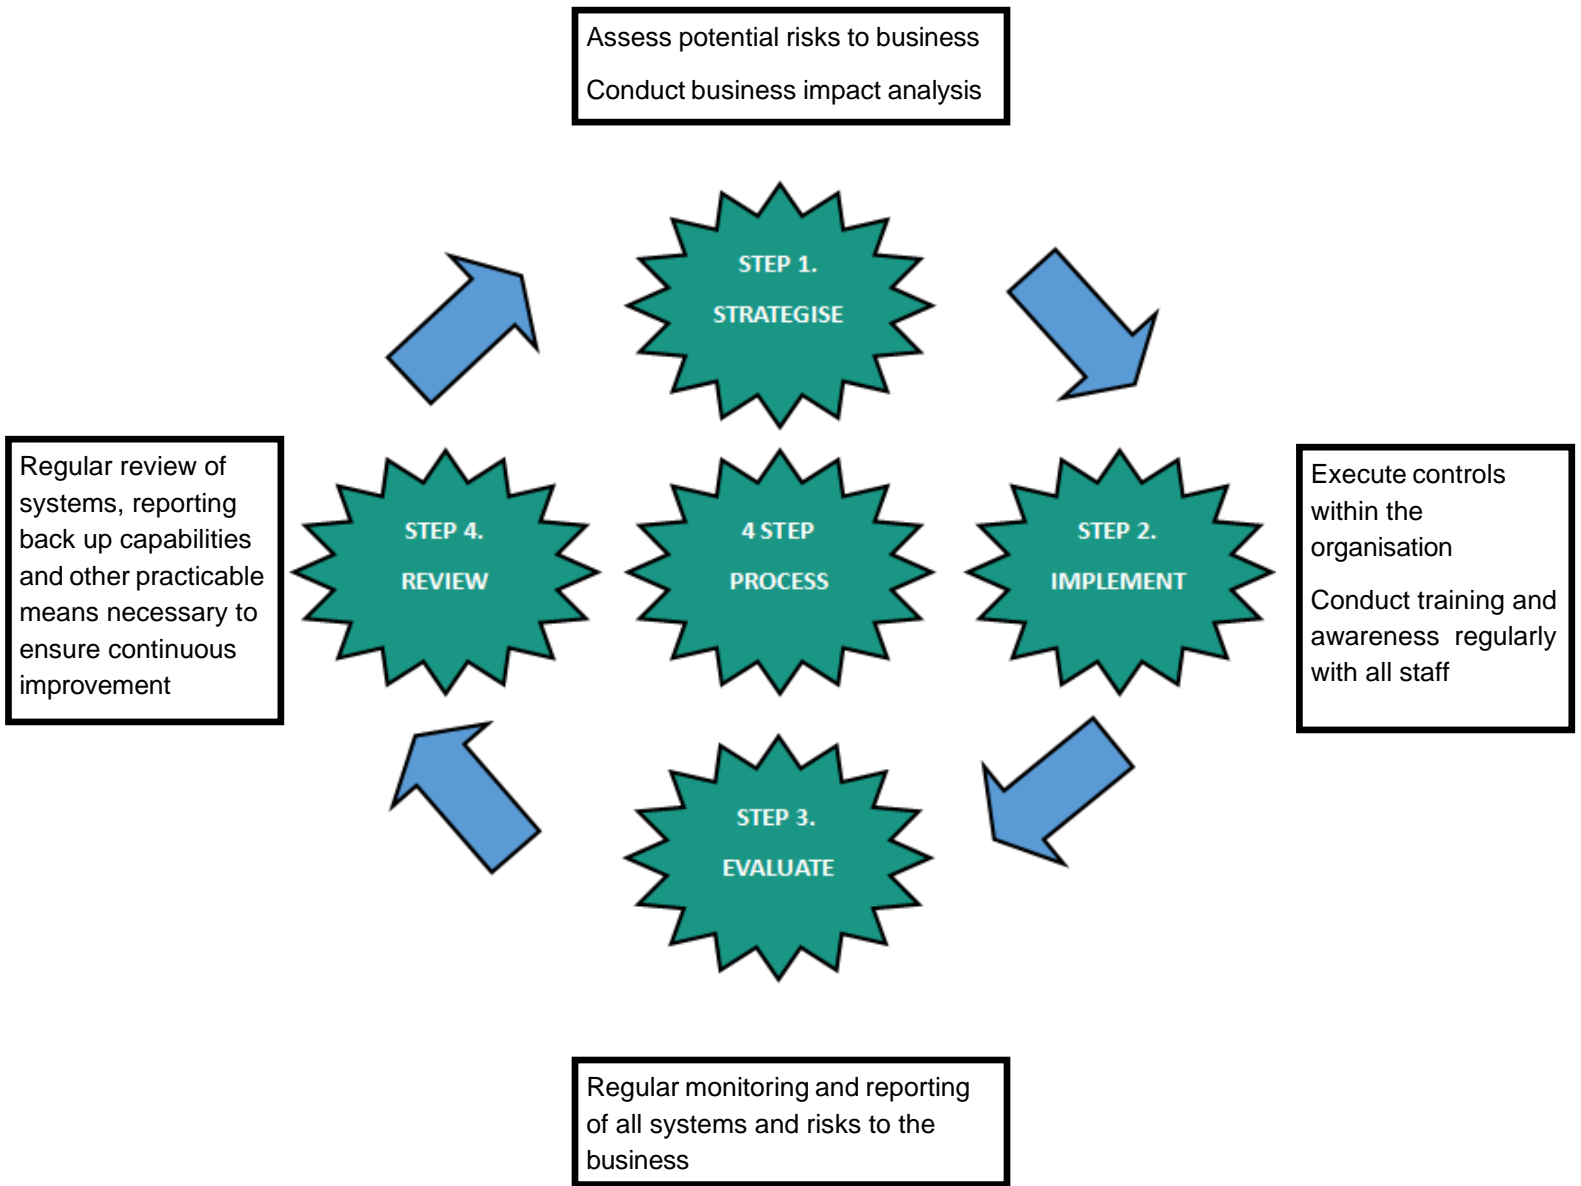 Assess potential risks to business
Conduct business impact analysis
STEP 1.
STRATEGISE
Regular review of
systems, reporting
back up capabilities
and other practicable
means necessary to
ensure continuous
improvement
STEP 4.
REVIEW
4 STEP
PROCESS
STEP 2.
IMPLEMENT
Execute controls
within the
organisation
Conduct training and
awareness regularly
with all staff
STEP 3.
EVALUATE
Regular monitoring and reporting
of all systems and risks to the
business